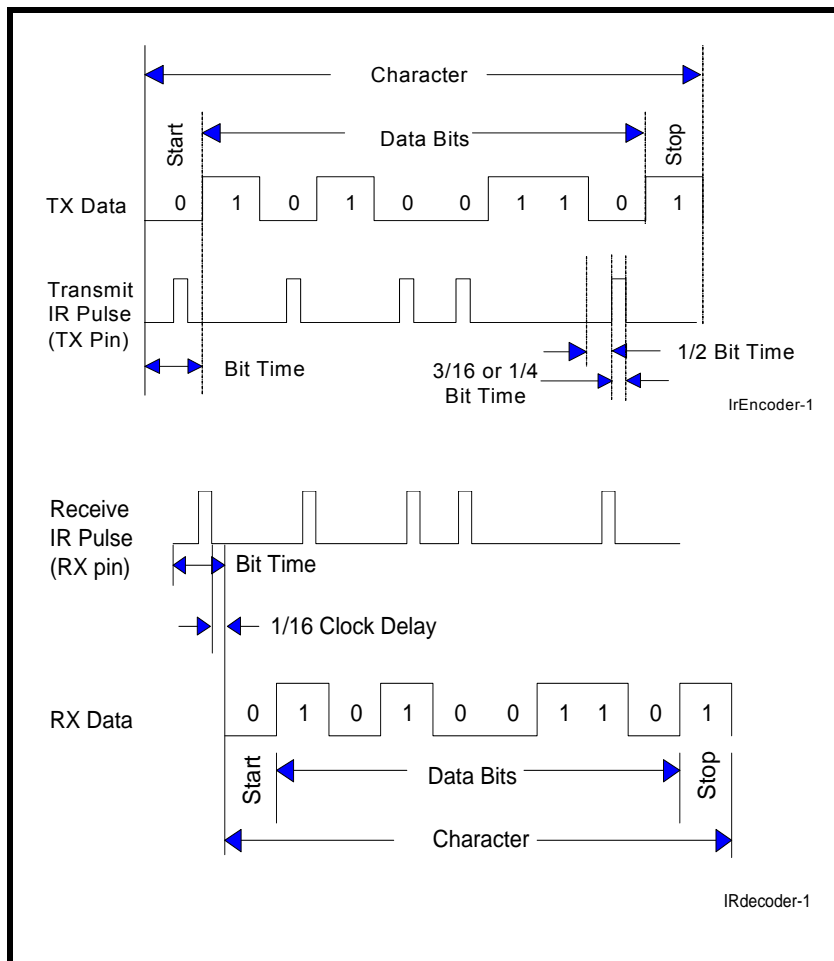 Character
Start
Data Bits
Stop
TX Data
0 1 0 1 0 0 1 1 0 1
Transmit
IR Pulse
(TX Pin)
Bit Time
1/2 Bit Time
3/16 or 1/4
Bit Time
IrEncoder-1
Receive
IR Pulse
(RX pin)
Bit Time
1/16 Clock Delay
RX Data
0 1 0 1 0 0 1 1 0 1
Start
Data Bits
Stop
Character
IRdecoder-1